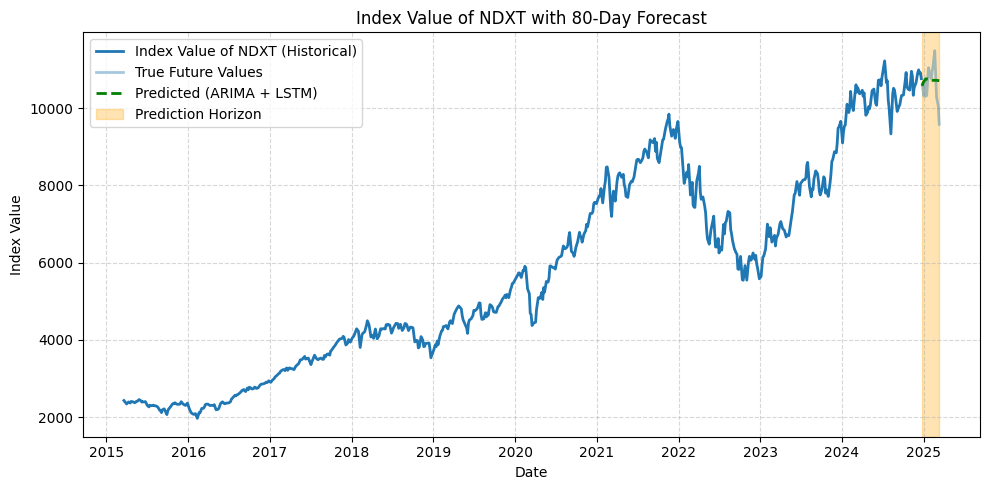 Index Value of NDXT with 80-Day Forecast
Index Value of NDXT (Historical)
True Future Values
Predicted (ARIMA + LSTM)
Prediction Horizon
Index Value
10000
8000
6000
4000
2000
2015 2016 2017 2018 2019 2020 2021 2022 2023 2024 2025
Date